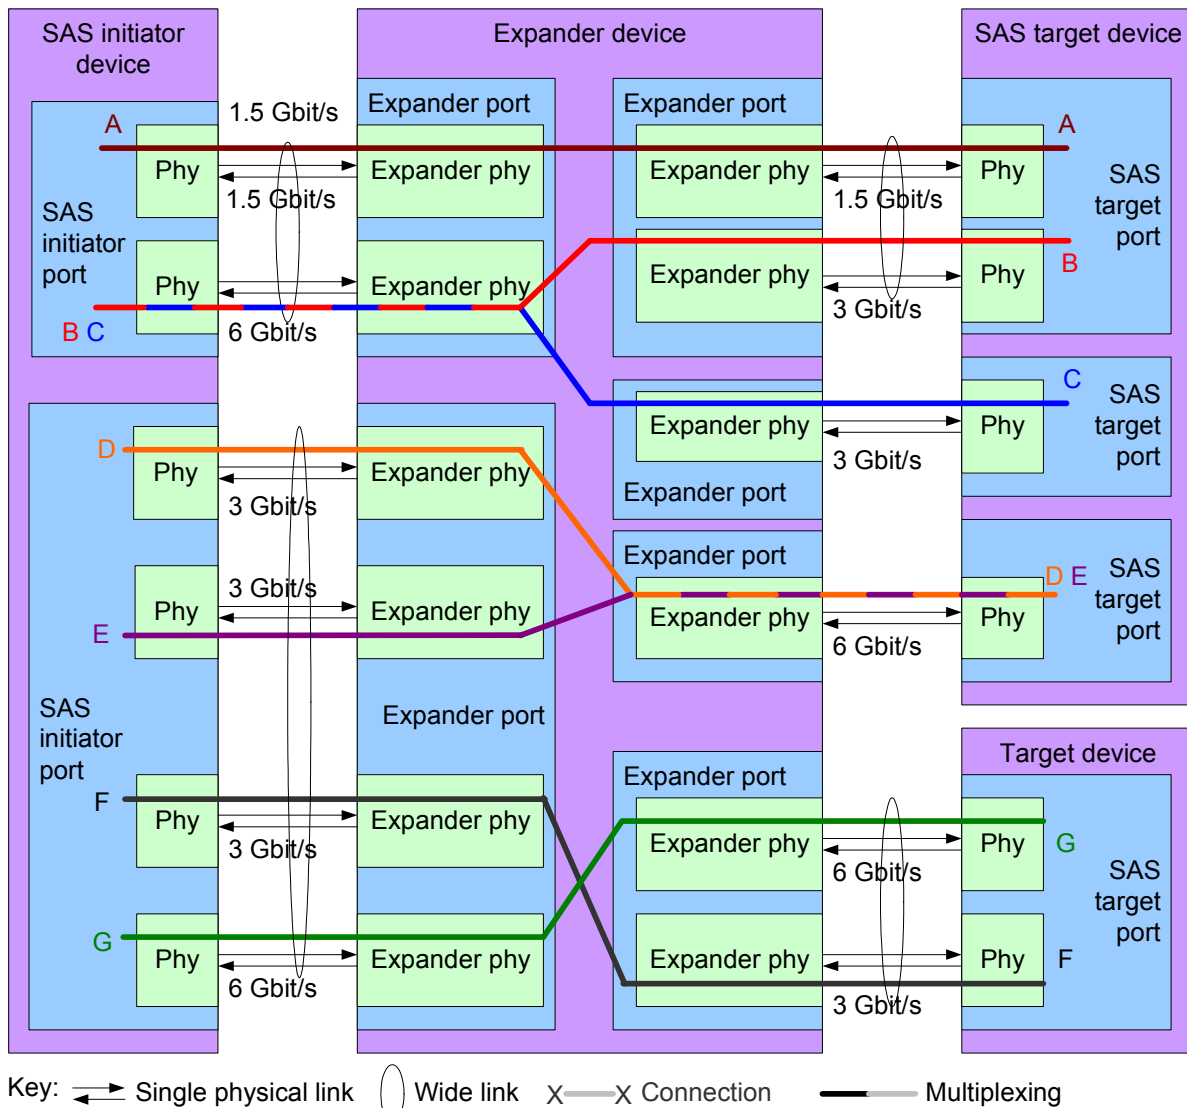 SAS initiator
device
Expander device
SAS target device
A
1.5 Gbit/s
Expander port
Expander port
A
Phy
Expander phy
Expander phy
Phy
1.5 Gbit/s
1.5 Gbit/s
SAS
initiator
port
SAS
target
port
Phy
Expander phy
Expander phy
Phy
B
B C
6 Gbit/s
3 Gbit/s
C
SAS
target
port
Expander phy
Phy
3 Gbit/s
Expander port
D
Phy
Expander phy
3 Gbit/s
Expander port
D E
SAS
target
port
3 Gbit/s
Phy
Expander phy
Expander phy
Phy
E
6 Gbit/s
SAS
initiator
port
Expander port
Target device
Expander port
F
Phy
Expander phy
Expander phy
Phy
G
3 Gbit/s
6 Gbit/s
SAS
target
port
G
Phy
Expander phy
Expander phy
Phy
F
6 Gbit/s
3 Gbit/s
Key: Single physical link Wide link X X Connection Multiplexing